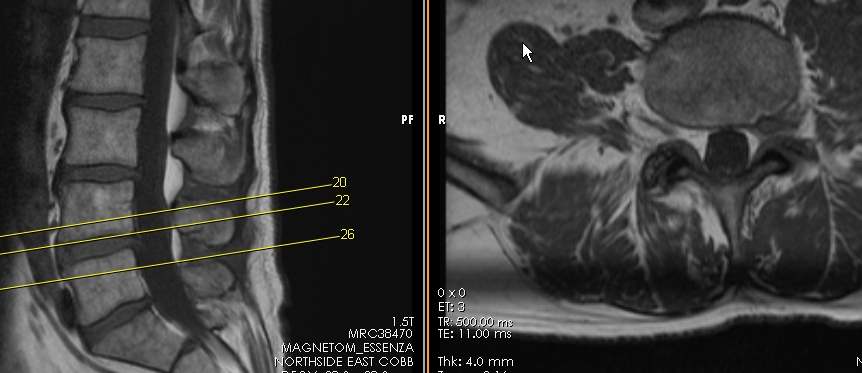 PF
R
20
22
26
1.5T
MRC38470
MAGNETOM_ESSENZA
NORTHSIDE EAST COBB
0 x 0
ET: 3
TR: 500.00 ms
TE: 11.00 ms
Thk: 4.0 mm